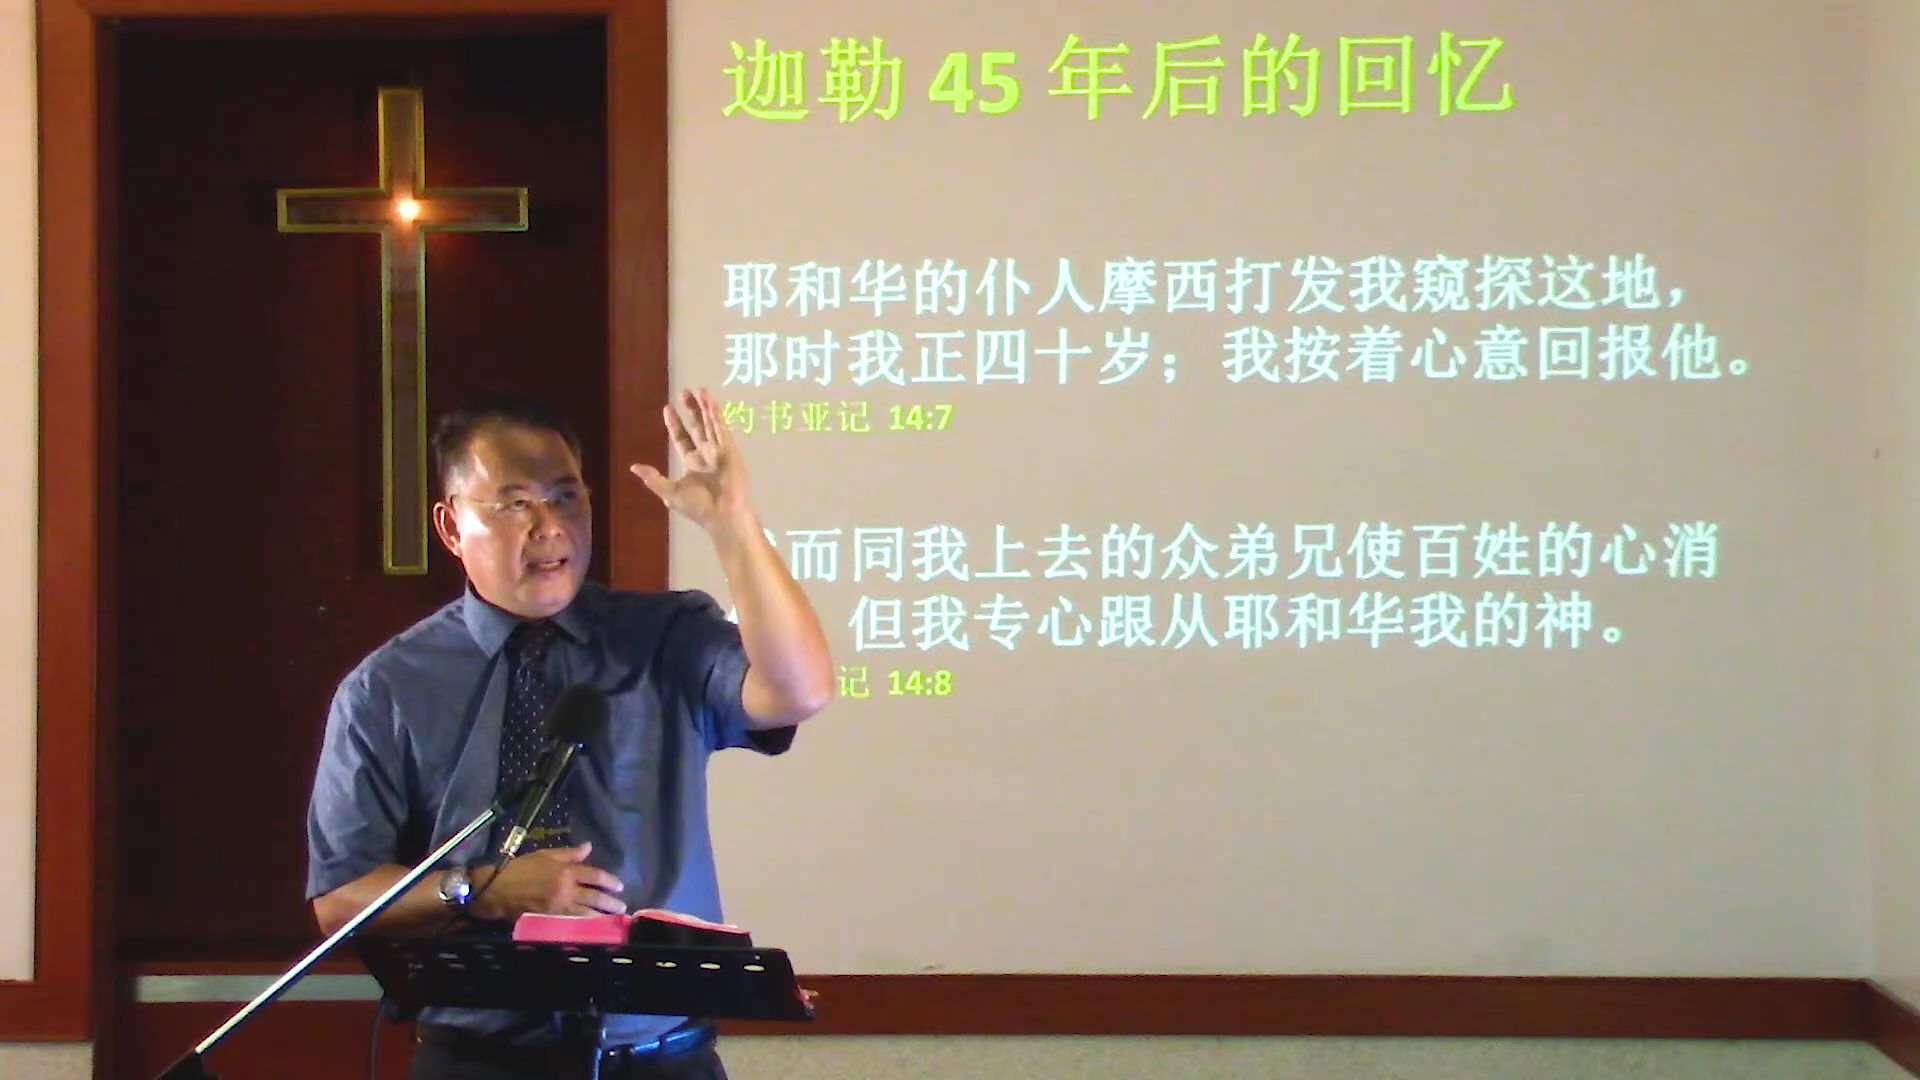 迦勒 45 年后的回忆
耶和华的仆人摩西打发我窥探这地，
那时我正四十岁；我按着心意回报他。
约书亚记 14:7
而同我上去的众弟兄使百姓的心消
但我专心跟从耶和华我的神。
记 14:8